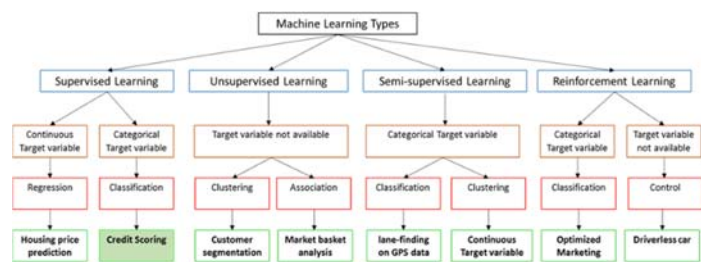 Machine Learning Types
Supervised Learning
Unsupervised Learning
Semi-supervised Learning
Reinforcement Learning
Continuous
Target variable
Categorical
Target variable
Target variable not available
Categorical Target variable
Categorical
Target variable
Target variable
not available
Regression
Classification
Clustering
Association
Classification
Clustering
Classification
Control
Housing price
prediction
Credit Scoring
Customer
segmentation
Market basket
analysis
lane-finding
on GPS data
Continuous
Target variable
Optimized
Marketing
Driverless car